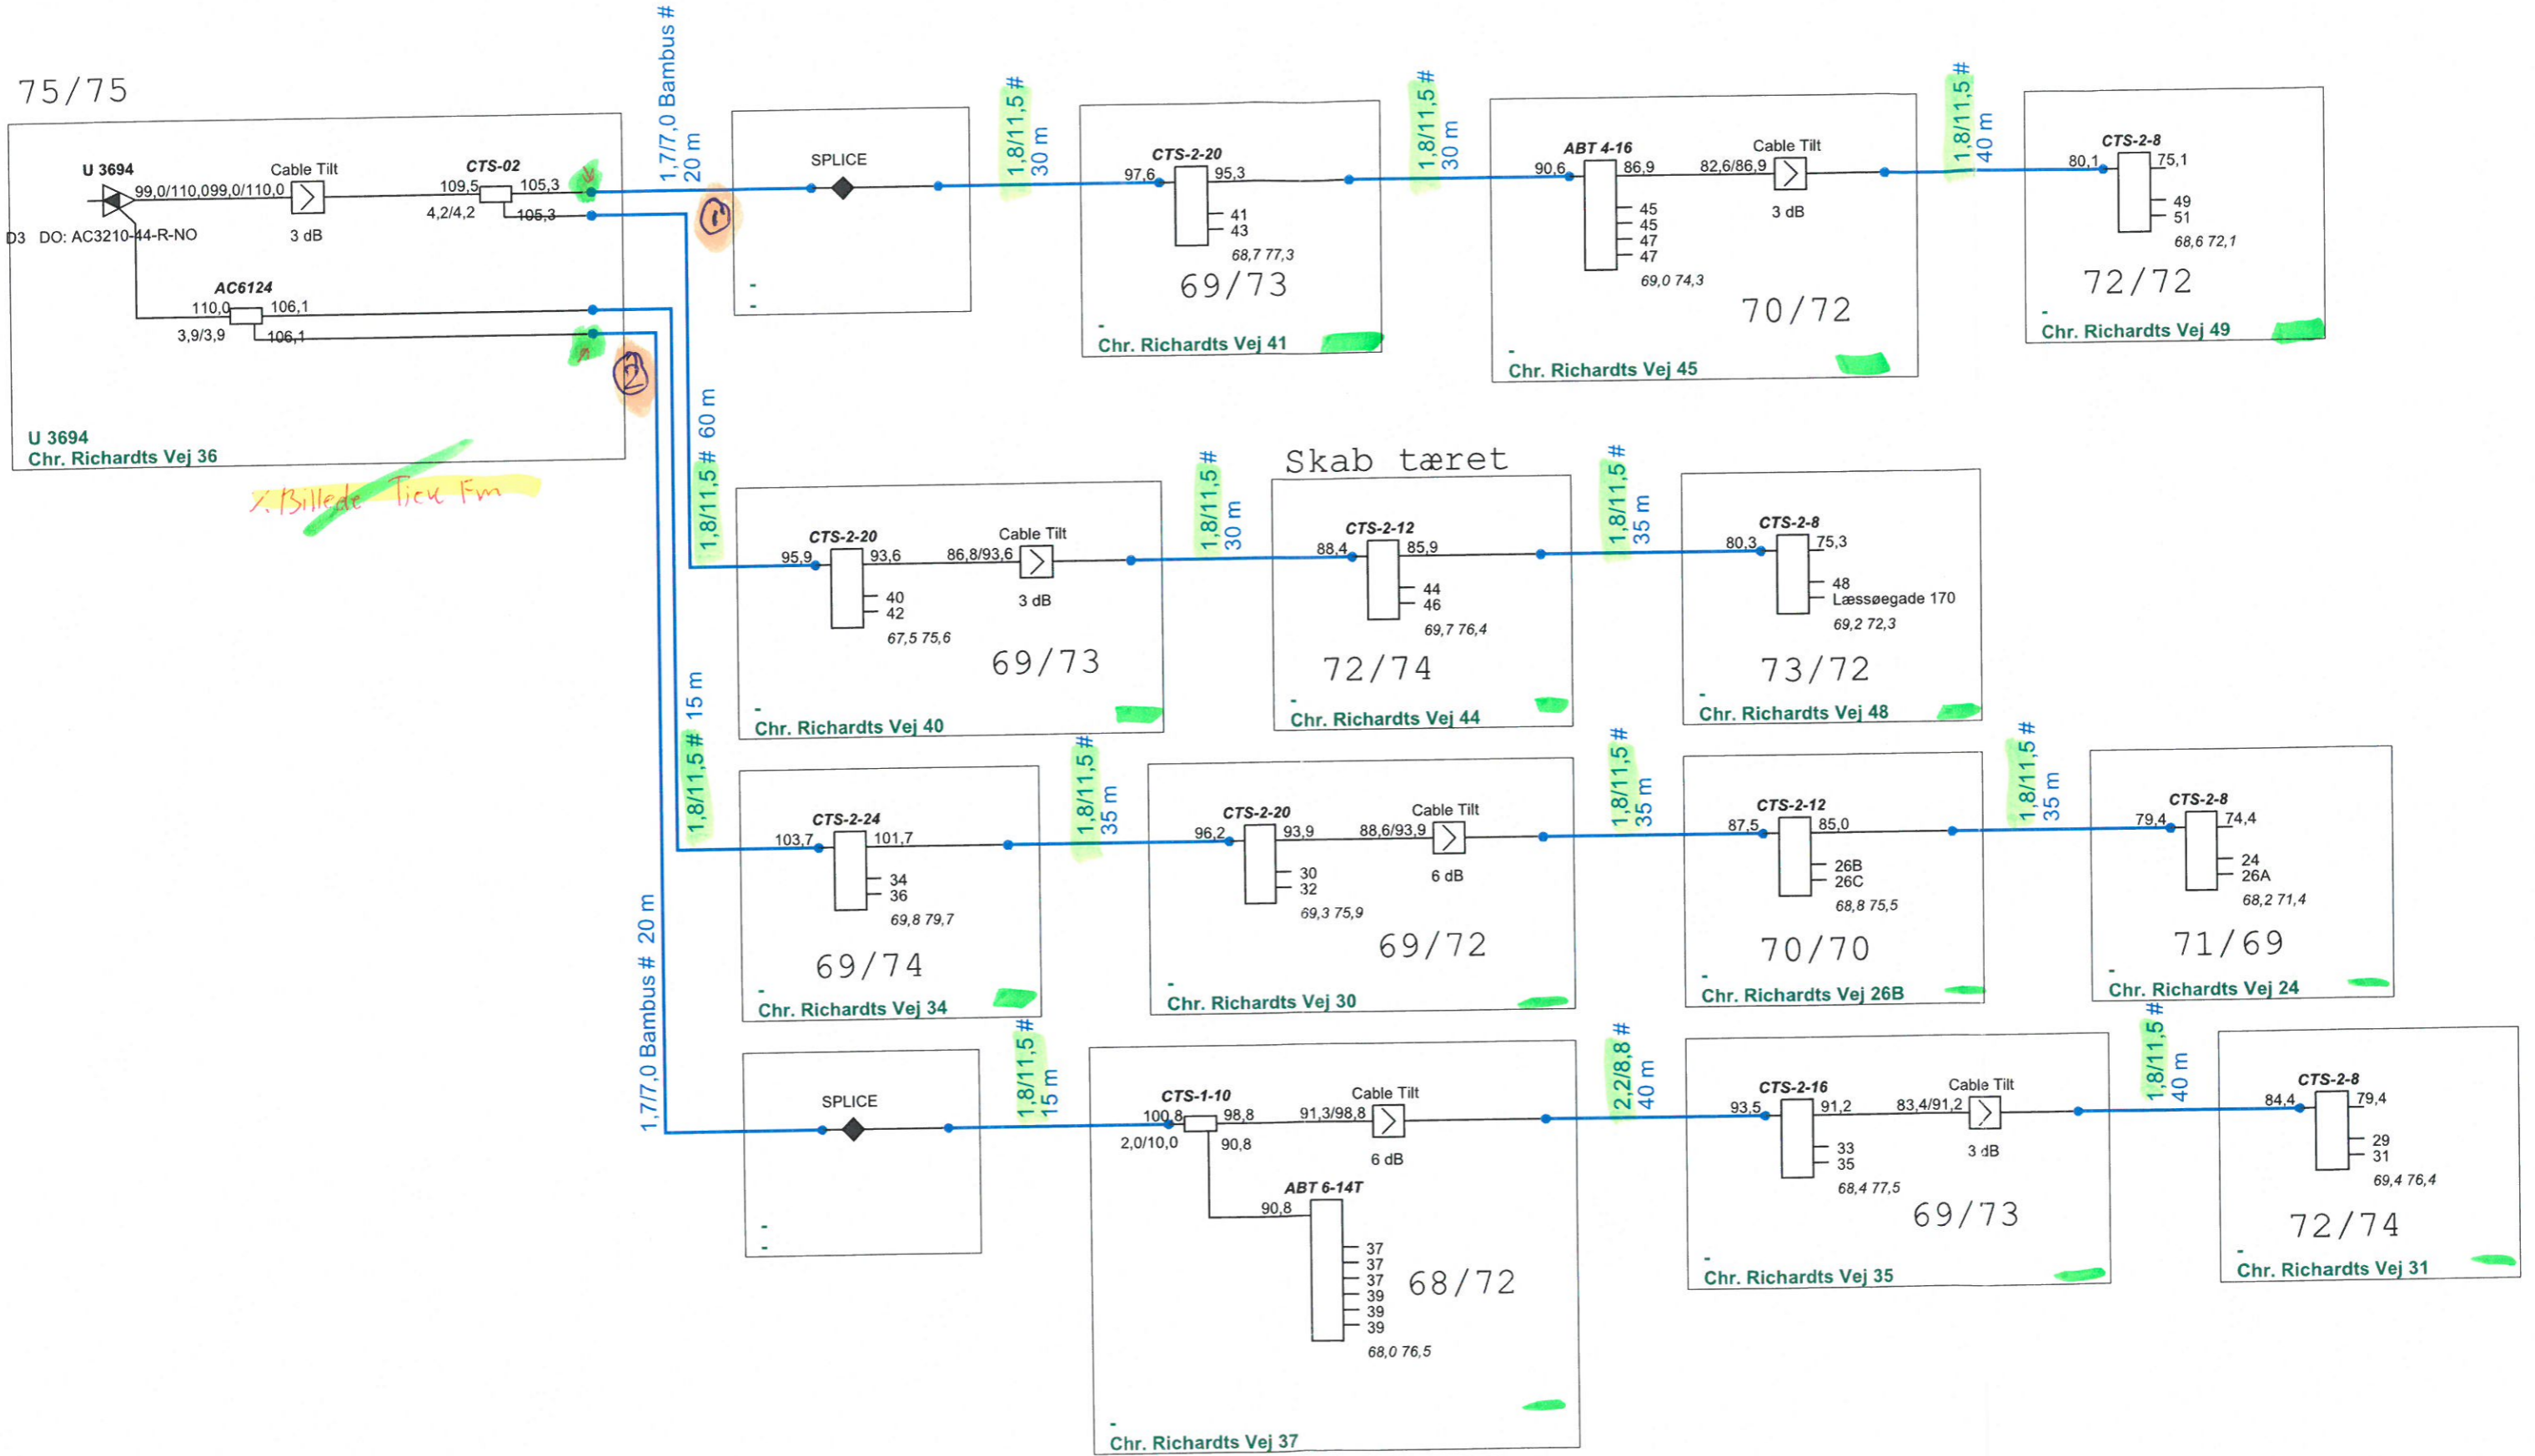 75/75
U 3694
99,0/110,099,0/110,0
Cable Tilt
3 dB
CTS-02
109,5
105,3
4,2/4,2
105,3
D3 DO: AC3210-44-R-NO
AC6124
110,0
106,1
3,9/3,9
106,1
U 3694
Chr. Richardts Vej 36
1,7/7,0 Bambus #
20 m
1
2
SPLICE
-
-
1,8/11,5 #
30 m
CTS-2-20
97,6
95,3
41
43
68,7 77,3
69/73
-
Chr. Richardts Vej 41
1,8/11,5 #
30 m
ABT 4-16
90,6
86,9
82,6/86,9
Cable Tilt
3 dB
45
45
47
47
69,0 74,3
70/72
-
Chr. Richardts Vej 45
1,8/11,5 #
40 m
CTS-2-8
80,1
75,1
49
51
68,6 72,1
72/72
-
Chr. Richardts Vej 49
Billede
Fm
1,8/11,5 # 60 m
CTS-2-20
95,9
93,6
86,8/93,6
Cable Tilt
3 dB
40
42
67,5 75,6
69/73
-
Chr. Richardts Vej 40
1,8/11,5 #
30 m
Skab tæret
CTS-2-12
88,4
85,9
44
46
69,7 76,4
72/74
-
Chr. Richardts Vej 44
1,8/11,5 #
35 m
CTS-2-8
80,3
75,3
48
Læssøegade 170
69,2 72,3
73/72
-
Chr. Richardts Vej 48
1,8/11,5 # 15 m
CTS-2-24
103,7
101,7
34
36
69,8 79,7
69/74
-
Chr. Richardts Vej 34
1,8/11,5 #
35 m
CTS-2-20
96,2
93,9
88,6/93,9
Cable Tilt
6 dB
30
32
69,3 75,9
69/72
-
Chr. Richardts Vej 30
1,8/11,5 #
35 m
CTS-2-12
87,5
85,0
26B
26C
68,8 75,5
70/70
-
Chr. Richardts Vej 26B
1,8/11,5 #
35 m
CTS-2-8
79,4
74,4
24
26A
68,2 71,4
71/69
-
Chr. Richardts Vej 24
1,7/7,0 Bambus # 20 m
SPLICE
-
-
1,8/11,5 #
15 m
CTS-1-10
100,8
98,8
91,3/98,8
Cable Tilt
2,0/10,0
90,8
6 dB
ABT 6-14T
90,8
37
37
37
39
39
39
68/72
68,0 76,5
-
Chr. Richardts Vej 37
2,2/8,8 #
40 m
CTS-2-16
93,5
91,2
83,4/91,2
Cable Tilt
3 dB
33
35
68,4 77,5
69/73
-
Chr. Richardts Vej 35
1,8/11,5 #
40 m
CTS-2-8
84,4
79,4
29
31
69,4 76,4
72/74
-
Chr. Richardts Vej 31